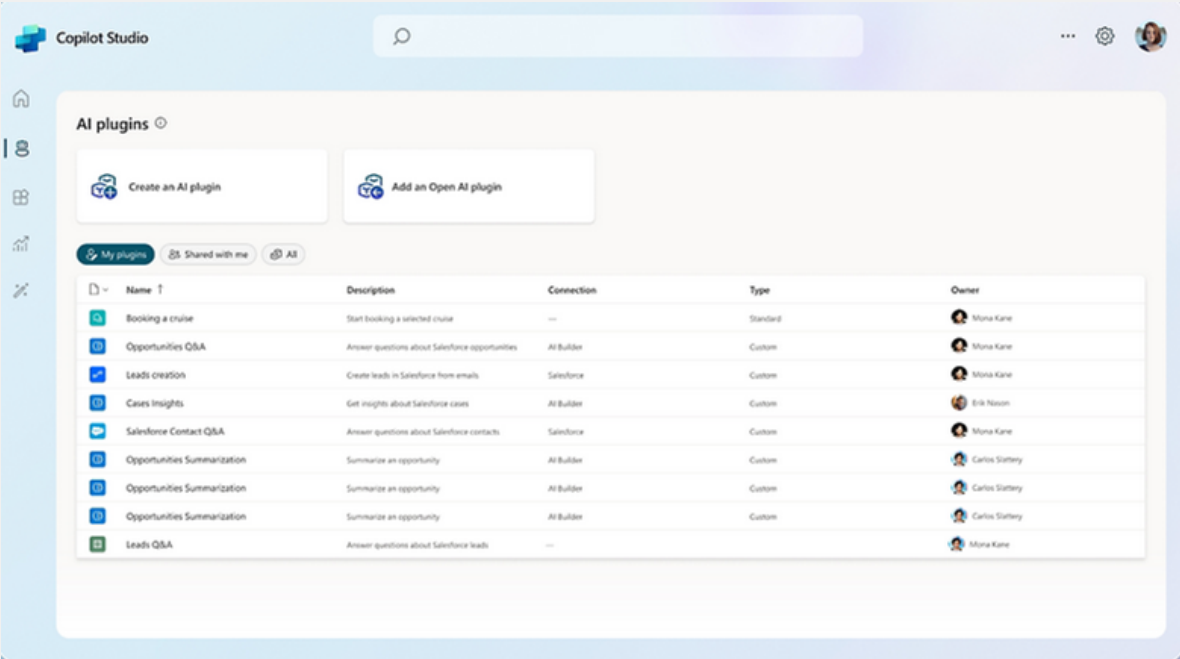 Copilot Studio
AI plugins
Create an AI plugin
Add an Open AI plugin
My plugins Shared with me All
Name ↑ Description Connection Type Owner
Booking a cruise Start booking a selected cruise — Standard Mona Kane
Opportunities Q&A Answer questions about Salesforce opportunities AI Builder Custom Mona Kane
Leads creation Create leads in Salesforce from emails Salesforce Custom Mona Kane
Cases Insights Get insights about Salesforce cases AI Builder Custom Erik Nason
Salesforce Contact Q&A Answer questions about Salesforce contacts Salesforce Custom Mona Kane
Opportunities Summarization Summarize an opportunity AI Builder Custom Carlos Slattery
Opportunities Summarization Summarize an opportunity AI Builder Custom Carlos Slattery
Opportunities Summarization Summarize an opportunity AI Builder Custom Carlos Slattery
Leads Q&A Answer questions about Salesforce leads — Mona Kane